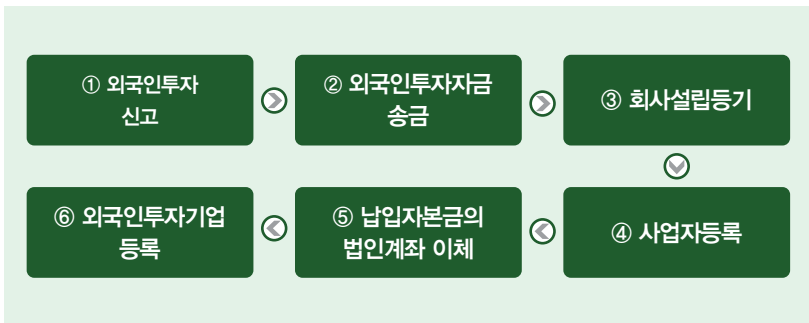 ① 외국인투자
신고
② 외국인투자자금
송금
③ 회사설립등기
④ 사업자등록
⑤ 납입자본금의
법인계좌 이체
⑥ 외국인투자기업
등록